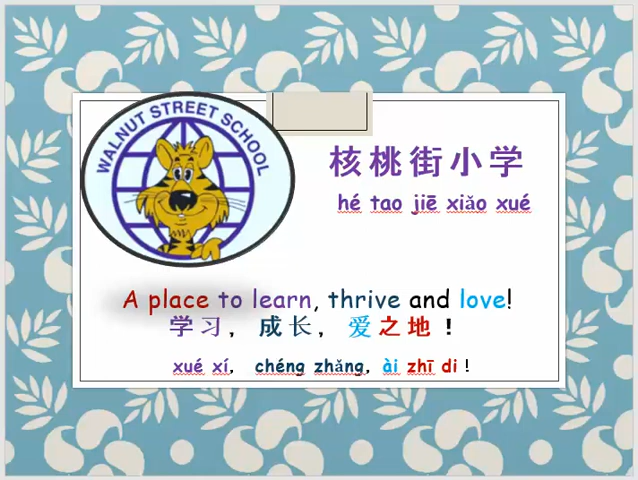 WALNUT STREET SCHOOL
核桃街小学
hé tao jiē xiǎo xué
A place to learn, thrive and love!
学习，成长，爱之地！
xué xí， chéng zhǎng，ài zhī di！